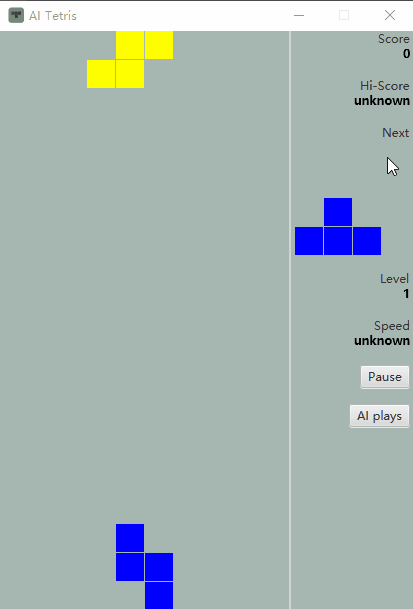 AI Tetris
Score
0
Hi-Score
unknown
Next
Level
1
Speed
unknown
Pause
AI plays